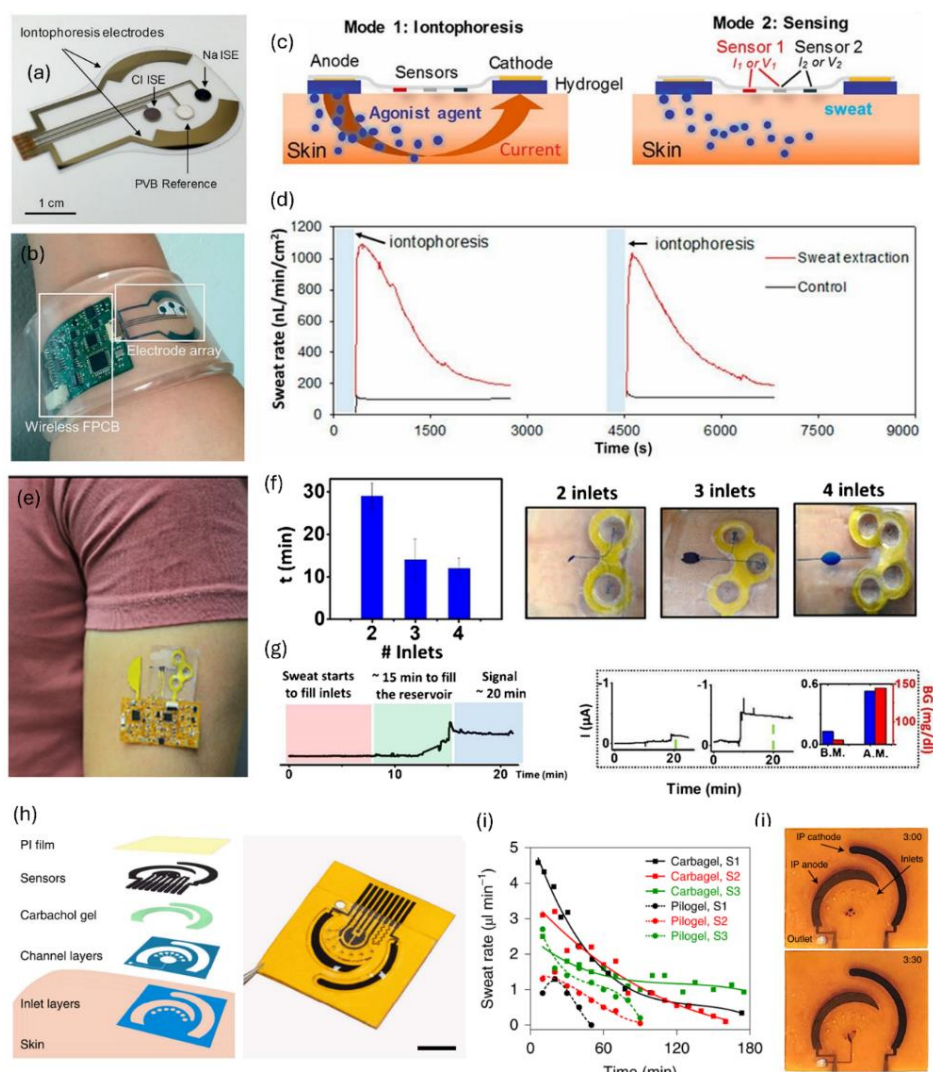 (a)
Iontophoresis electrodes
Na ISE
Cl ISE
PVB Reference
1 cm
(b)
Electrode array
Wireless FPCB
(c)
Mode 1: Iontophoresis
Anode
Sensors
Cathode
Hydrogel
Agonist agent
Skin
Current
Mode 2: Sensing
Sensor 1
I1 or V1
Sensor 2
I2 or V2
sweat
Skin
(d)
Sweat rate (nL/min/cm²)
1200
1000
800
600
400
200
0
iontophoresis
iontophoresis
Sweat extraction
Control
0 1500 3000 4500 6000 7500 9000
Time (s)
(e)
(f)
t (min)
30
20
10
0
2 3 4
# Inlets
2 inlets
3 inlets
4 inlets
(g)
Sweat starts
to fill inlets
~ 15 min to fill
the reservoir
Signal
~ 20 min
0 10 20 Time (min)
I (µA)
-1
0
1
0 20
-1
0
1
0 20
0.6
0.0
B.M. A.M.
150
100
BG (mg/dl)
Time (min)
(h)
PI film
Sensors
Carbachol gel
Channel layers
Inlet layers
Skin
(i)
Sweat rate (µl min⁻¹)
5
4
3
2
1
0
Carbagel, S1
Carbagel, S2
Carbagel, S3
Pilogel, S1
Pilogel, S2
Pilogel, S3
0 60 120 180
Time (min)
(j)
IP cathode
3:00
IP anode
Inlets
Outlet
3:30